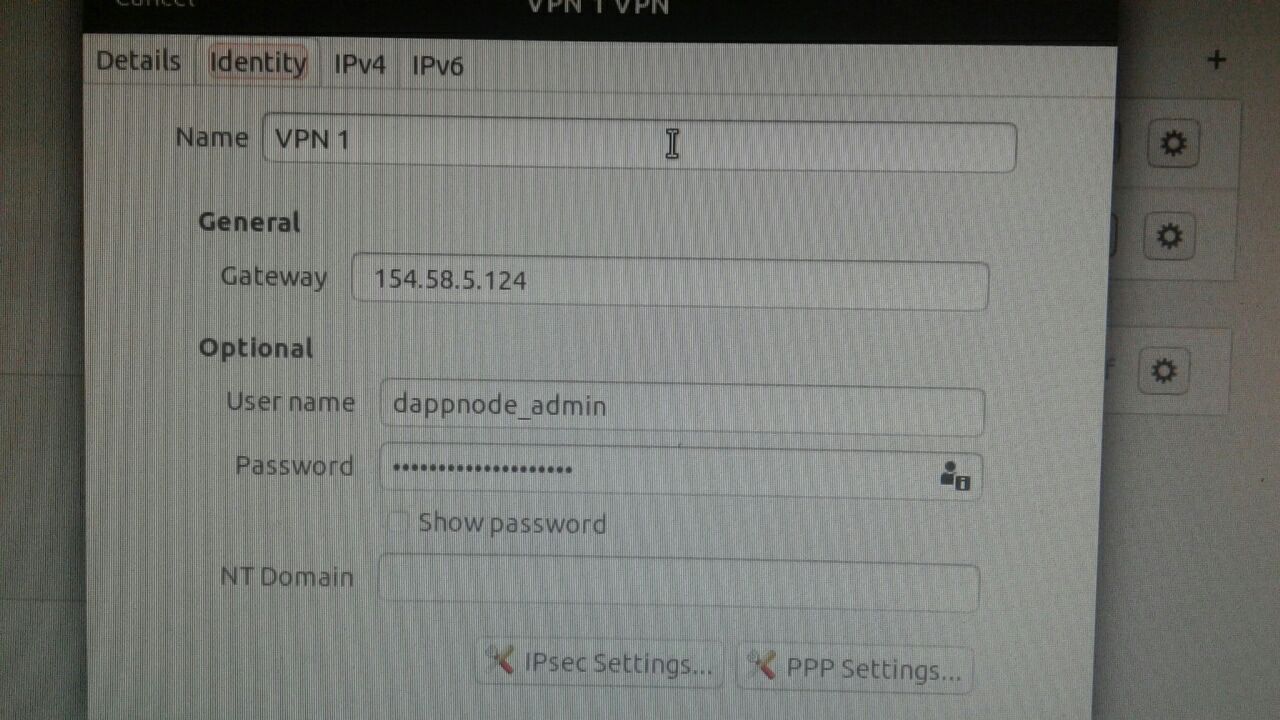 Cancel
VPN 1 VPN
Details Identity IPv4 IPv6
+
Name VPN 1
General
Gateway 154.58.5.124
Optional
User name dappnode_admin
Password ••••••••••••••••••••
Show password
NT Domain
IPsec Settings... PPP Settings...